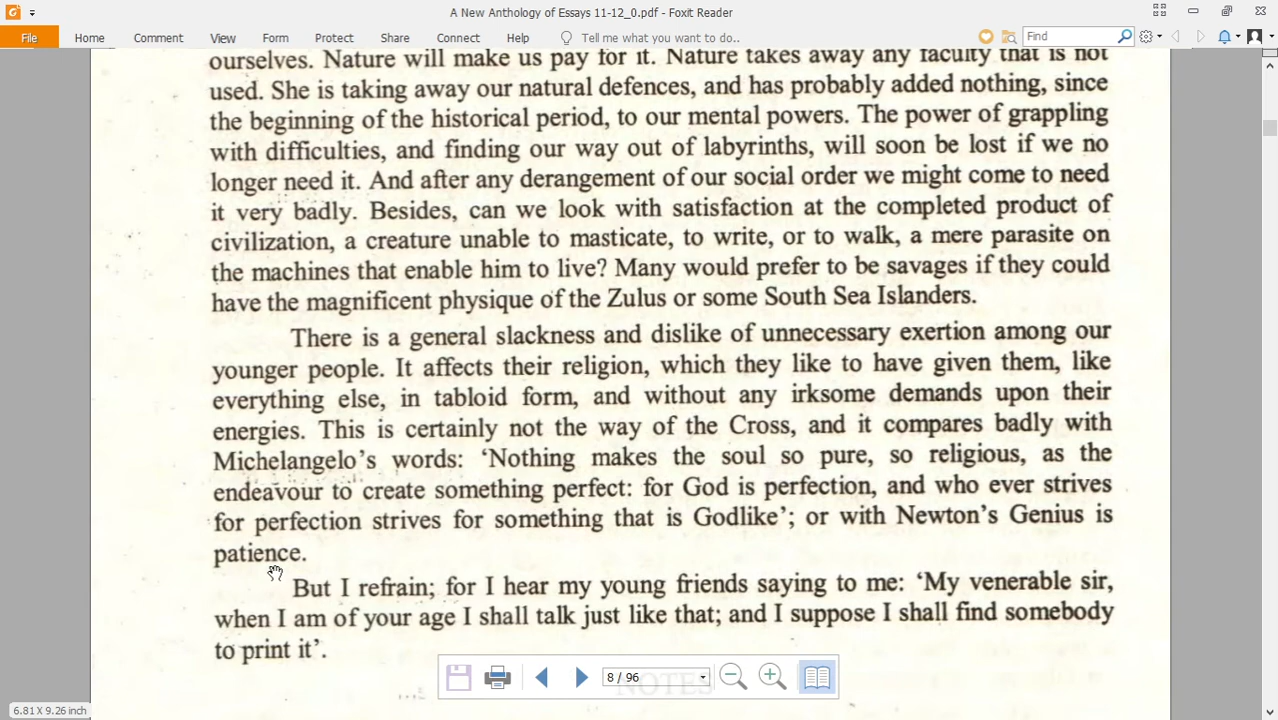 A New Anthology of Essays 11-12_0.pdf - Foxit Reader
File Home Comment View Form Protect Share Connect Help Tell me what you want to do.. Find
ourselves. Nature will make us pay for it. Nature takes away any faculty that is not
used. She is taking away our natural defences, and has probably added nothing, since
the beginning of the historical period, to our mental powers. The power of grappling
with difficulties, and finding our way out of labyrinths, will soon be lost if we no
longer need it. And after any derangement of our social order we might come to need
it very badly. Besides, can we look with satisfaction at the completed product of
civilization, a creature unable to masticate, to write, or to walk, a mere parasite on
the machines that enable him to live? Many would prefer to be savages if they could
have the magnificent physique of the Zulus or some South Sea Islanders.
There is a general slackness and dislike of unnecessary exertion among our
younger people. It affects their religion, which they like to have given them, like
everything else, in tabloid form, and without any irksome demands upon their
energies. This is certainly not the way of the Cross, and it compares badly with
Michelangelo's words: 'Nothing makes the soul so pure, so religious, as the
endeavour to create something perfect: for God is perfection, and who ever strives
for perfection strives for something that is Godlike'; or with Newton's Genius is
patience.
But I refrain; for I hear my young friends saying to me: 'My venerable sir,
when I am of your age I shall talk just like that; and I suppose I shall find somebody
to print it'.
8 / 96
NOTES
6.81 X 9.26 inch